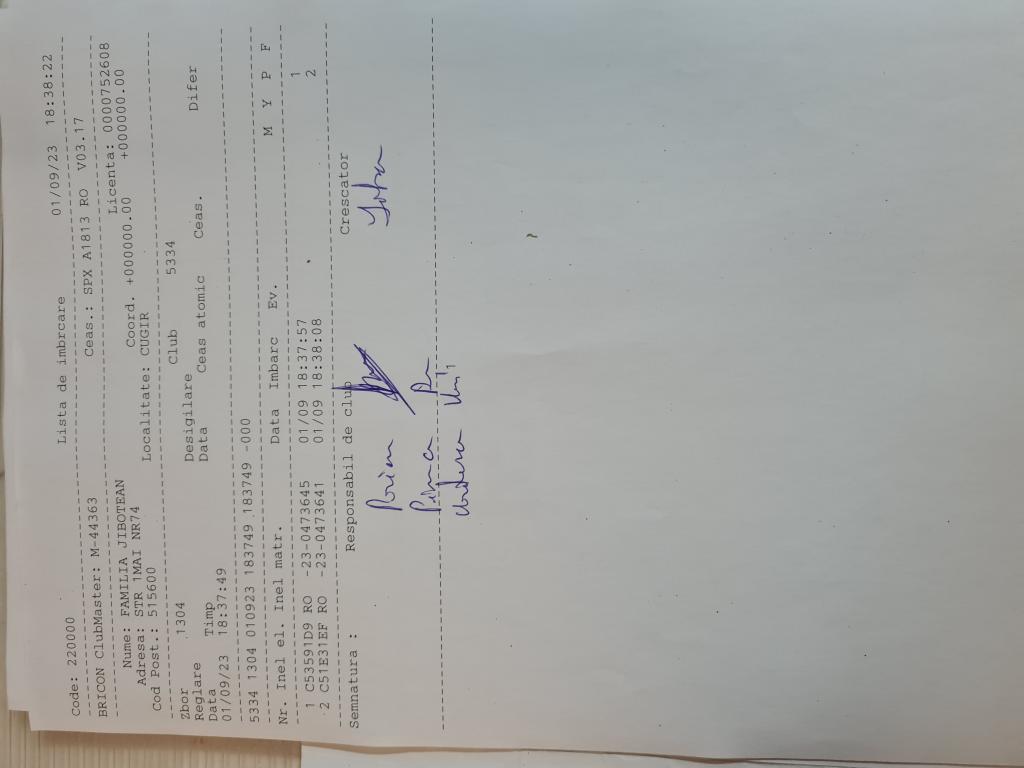 Code: 220000 Lista de imbrcare 01/09/23 18:38:22
BRICON ClubMaster: M-44363 Ceas.: SPX A1813 RO V03.17
Nume: FAMILIA JIBOTEAN Licenta: 0000752608
Adresa: STR 1MAI NR74 Coord. +000000.00 +000000.00
Cod Post.: 515600 Localitate: CUGIR
Zbor 1304 Club 5334
Reglare Desigilare
Data Timp Data Ceas atomic Ceas. Difer
01/09/23 18:37:49
5334 1304 010923 183749 183749 -000
Nr. Inel el. Inel matr. Data Imbarc Ev. M Y P F
1 C53591D9 RO -23-0473645 01/09 18:37:57 1
2 C51E31EF RO -23-0473641 01/09 18:38:08 2
Semnatura : Responsabil de club Crescator